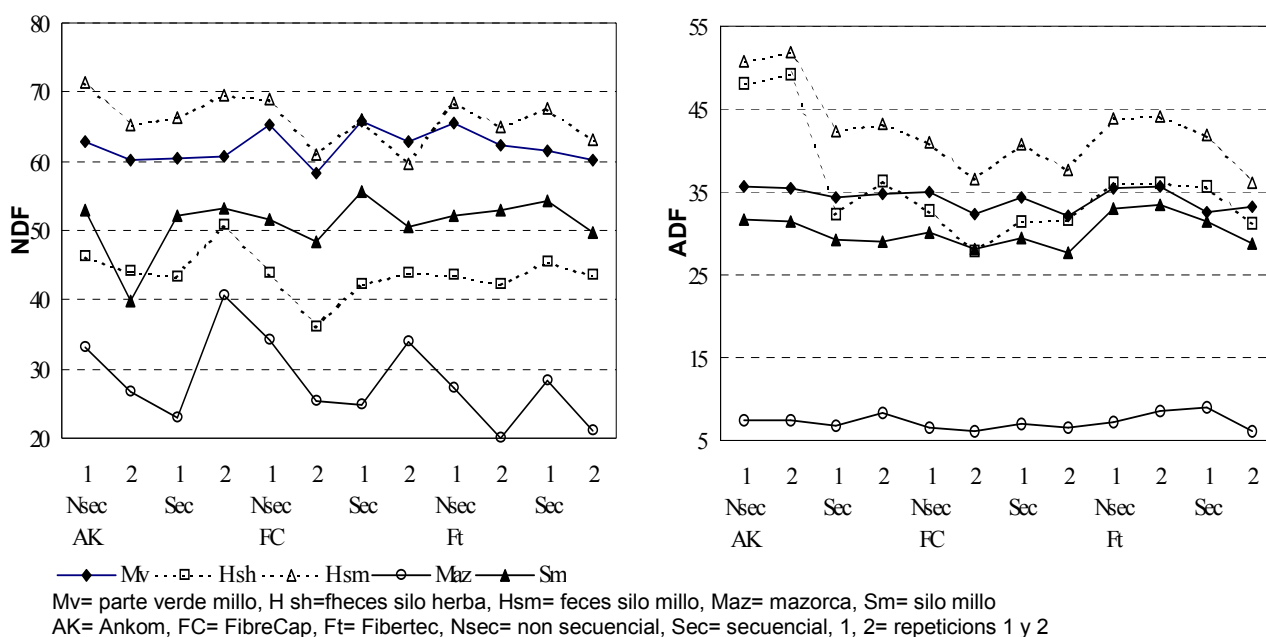 80
70
60
50
40
30
20
NDF
1 2 1 2 1 2 1 2 1 2 1 2
Nsec Sec Nsec Sec Nsec Sec
AK FC Ft
55
45
35
25
15
5
ADF
1 2 1 2 1 2 1 2 1 2 1 2
Nsec Sec Nsec Sec Nsec Sec
AK FC Ft
Mv Hsh Hsm Maz Sm
Mv= parte verde millo, H sh=fheces silo herba, Hsm= feces silo millo, Maz= mazorca, Sm= silo millo
AK= Ankom, FC= FibreCap, Ft= Fibertec, Nsec= non secuencial, Sec= secuencial, 1, 2= repeticions 1 y 2